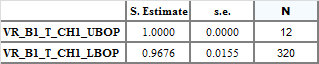 S. Estimate s.e. N
VR_B1_T_CH1_UBOP 1.0000 0.0000 12
VR_B1_T_CH1_LBOP 0.9676 0.0155 320